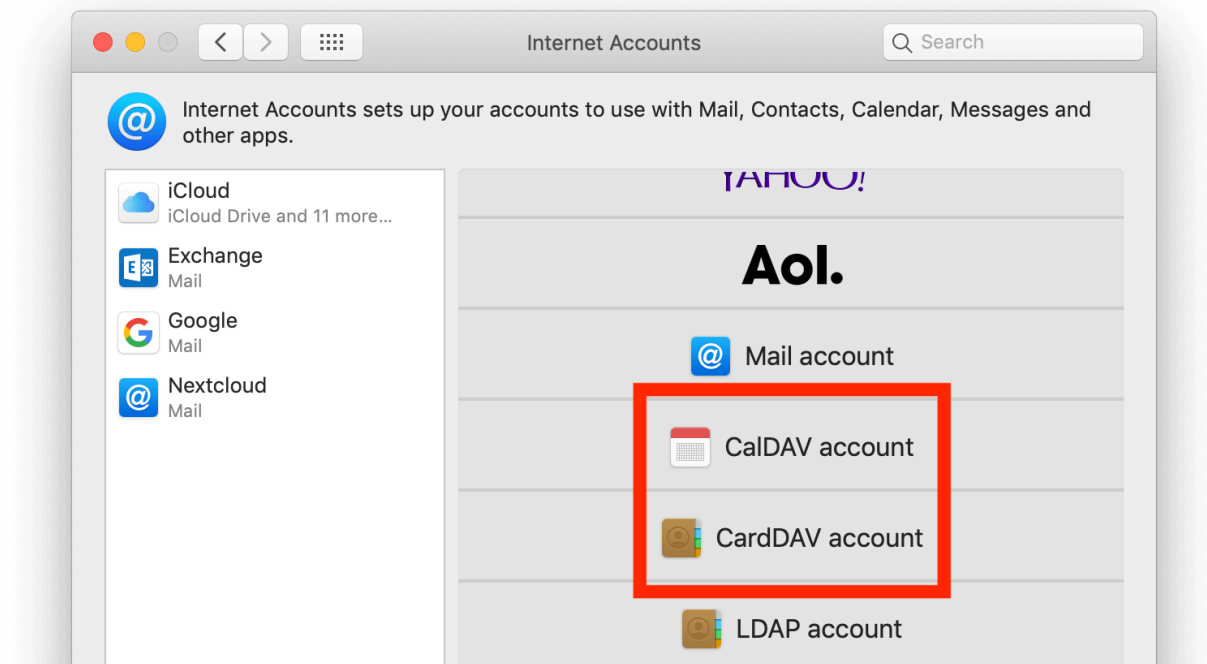 Internet Accounts
Search
Internet Accounts sets up your accounts to use with Mail, Contacts, Calendar, Messages and
other apps.
iCloud
iCloud Drive and 11 more...
Exchange
Mail
Google
Mail
Nextcloud
Mail
YAHOO!
Aol.
Mail account
CalDAV account
CardDAV account
LDAP account